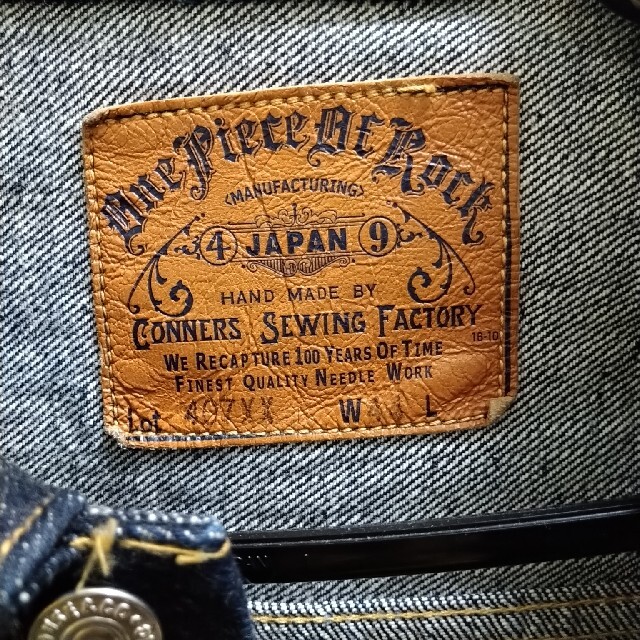 One Piece Of Rock
MANUFACTURING
4 JAPAN 9
HAND MADE BY
CONNERS SEWING FACTORY
WE RECAPTURE 100 YEARS OF TIME
FINEST QUALITY NEEDLE WORK
Lot 407XX W L